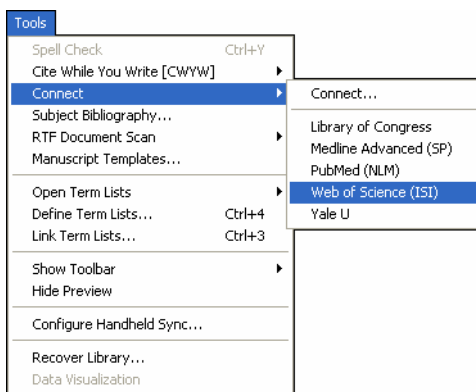 Tools
Spell Check Ctrl+Y
Cite While You Write [CWYW]
Connect
Subject Bibliography...
RTF Document Scan
Manuscript Templates...
Open Term Lists
Define Term Lists... Ctrl+4
Link Term Lists... Ctrl+3
Show Toolbar
Hide Preview
Configure Handheld Sync...
Recover Library...
Data Visualization
Connect...
Library of Congress
Medline Advanced (SP)
PubMed (NLM)
Web of Science (ISI)
Yale U